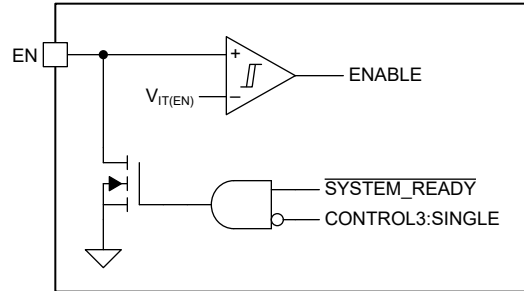 EN
+
ENABLE
V_IT(EN)
−
SYSTEM_READY
CONTROL3:SINGLE